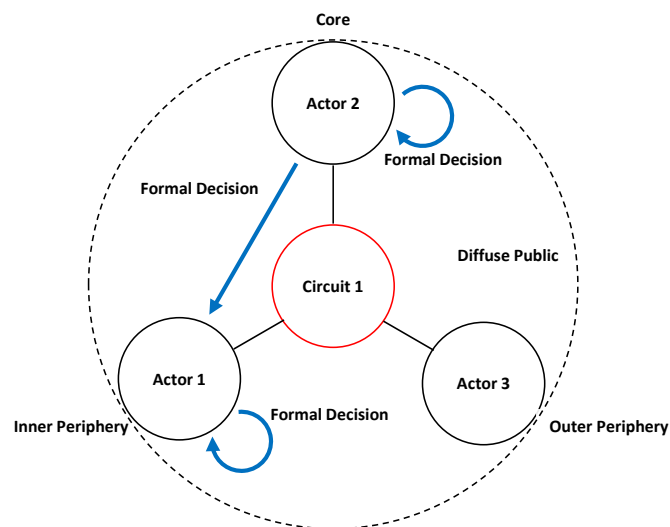 Core
Actor 2
Formal Decision
Formal Decision
Diffuse Public
Circuit 1
Actor 1
Actor 3
Formal Decision
Inner Periphery
Outer Periphery